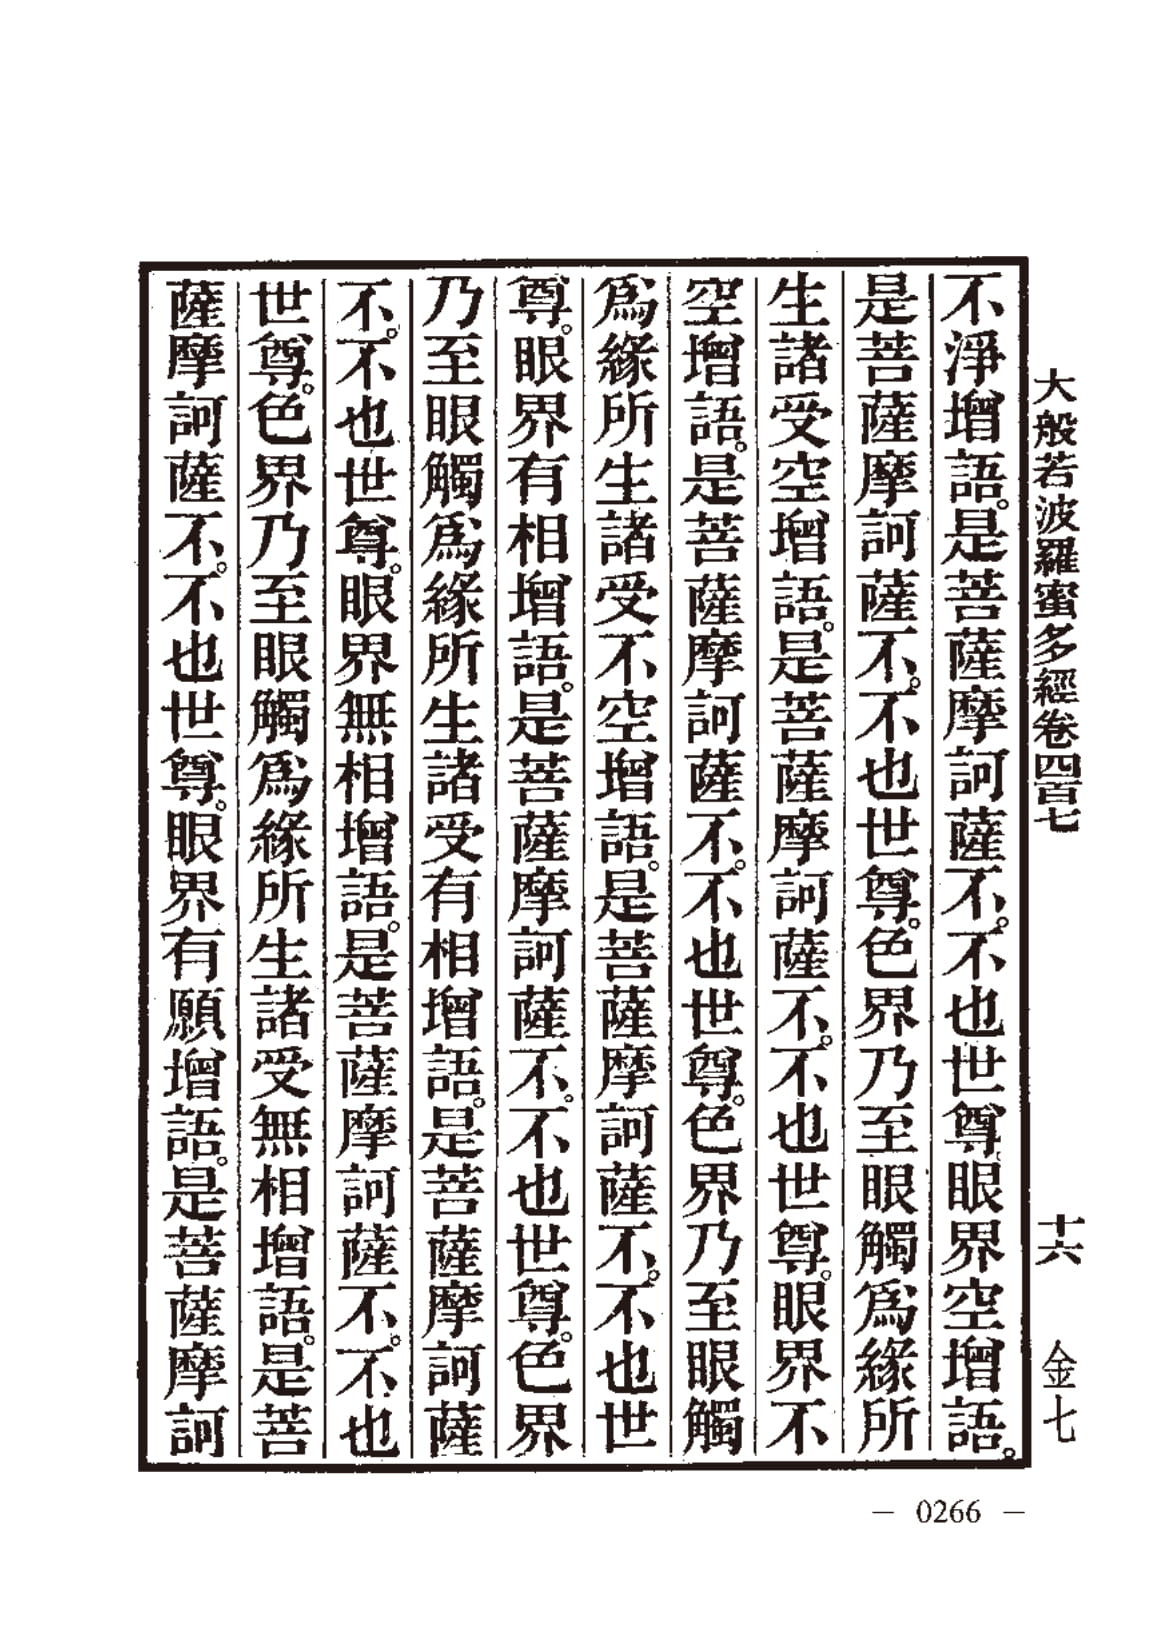 大般若波羅蜜多經卷四百七　十六　金七
不淨增語。是菩薩摩訶薩不。不也世尊。眼界空增語。
是菩薩摩訶薩不。不也世尊。色界乃至眼觸爲緣所
生諸受空增語。是菩薩摩訶薩不。不也世尊。眼界不
空增語。是菩薩摩訶薩不。不也世尊。色界乃至眼觸
爲緣所生諸受不空增語。是菩薩摩訶薩不。不也世
尊。眼界有相增語。是菩薩摩訶薩不。不也世尊。色界
乃至眼觸爲緣所生諸受有相增語。是菩薩摩訶薩
不。不也世尊。眼界無相增語。是菩薩摩訶薩不。不也
世尊。色界乃至眼觸爲緣所生諸受無相增語。是菩
薩摩訶薩不。不也世尊。眼界有願增語。是菩薩摩訶
— 0266 —